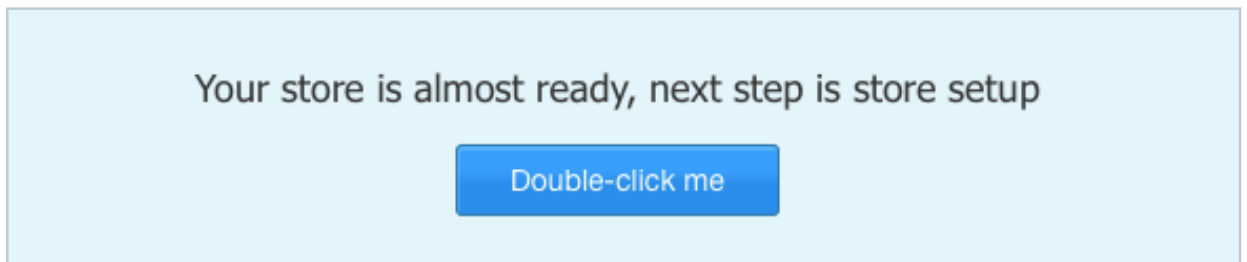 Your store is almost ready, next step is store setup
Double-click me